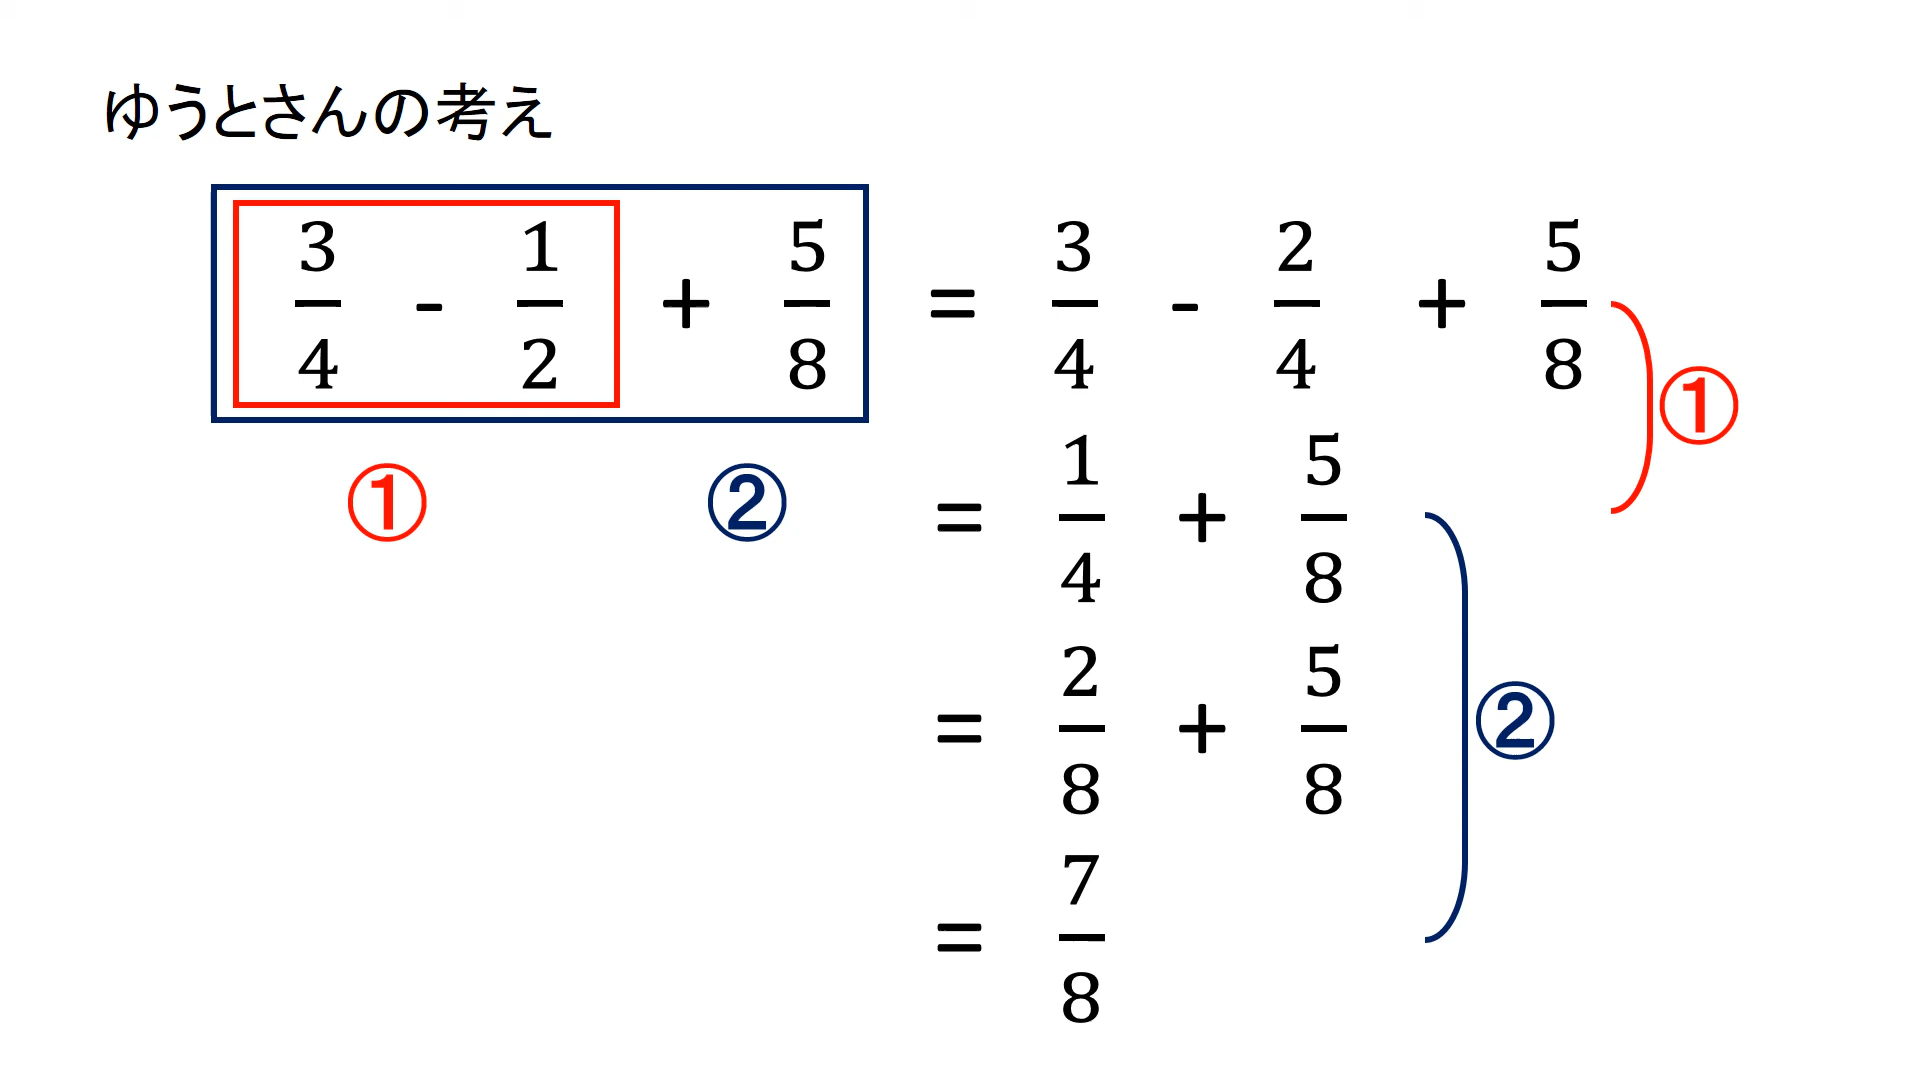 ゆうとさんの考え
3/4 - 1/2 + 5/8 = 3/4 - 2/4 + 5/8
①
① ②
= 1/4 + 5/8
= 2/8 + 5/8
②
= 7/8